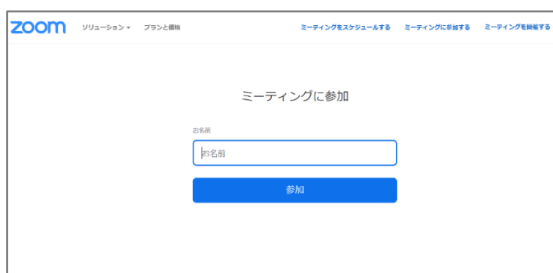 zoom ソリューション プランと価格 ミーティングをスケジュールする ミーティングに参加する ミーティングを開催する
ミーティングに参加
お名前
お名前
参加